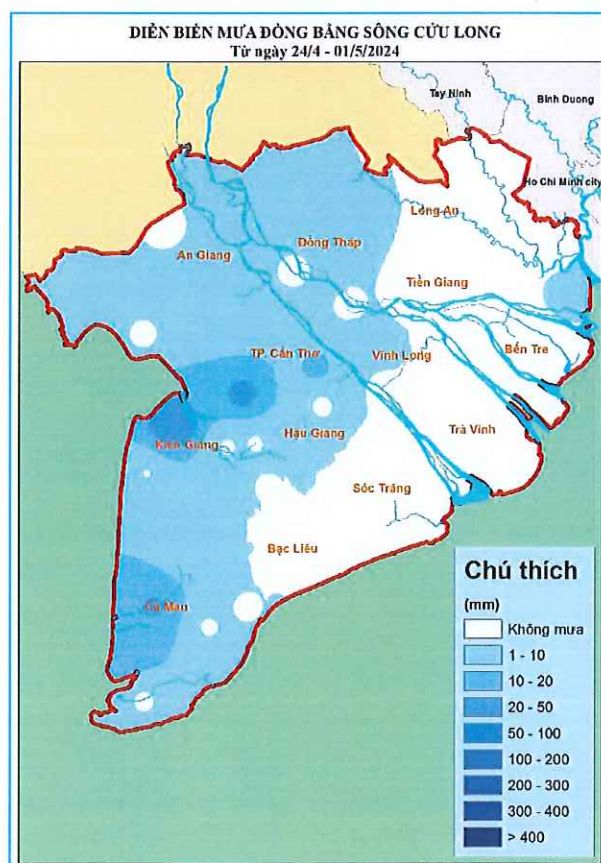 DIỄN BIẾN MƯA ĐỒNG BẰNG SÔNG CỬU LONG
Từ ngày 24/4 - 01/5/2024
Tay Ninh
Binh Duong
Ho Chi Minh city
Long An
Đồng Tháp
An Giang
Tiền Giang
Bến Tre
TP. Cần Thơ
Vĩnh Long
Trà Vinh
Hậu Giang
Kiên Giang
Sóc Trăng
Bạc Liêu
Cà Mau
Chú thích
(mm)
Không mưa
1 - 10
10 - 20
20 - 50
50 - 100
100 - 200
200 - 300
300 - 400
> 400